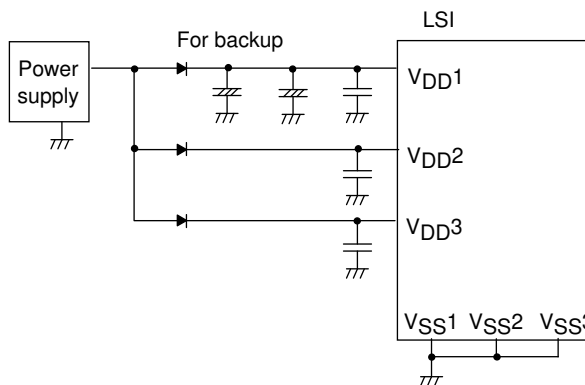 LSI
For backup
Power
supply
VDD1
VDD2
VDD3
VSS1 VSS2 VSS3